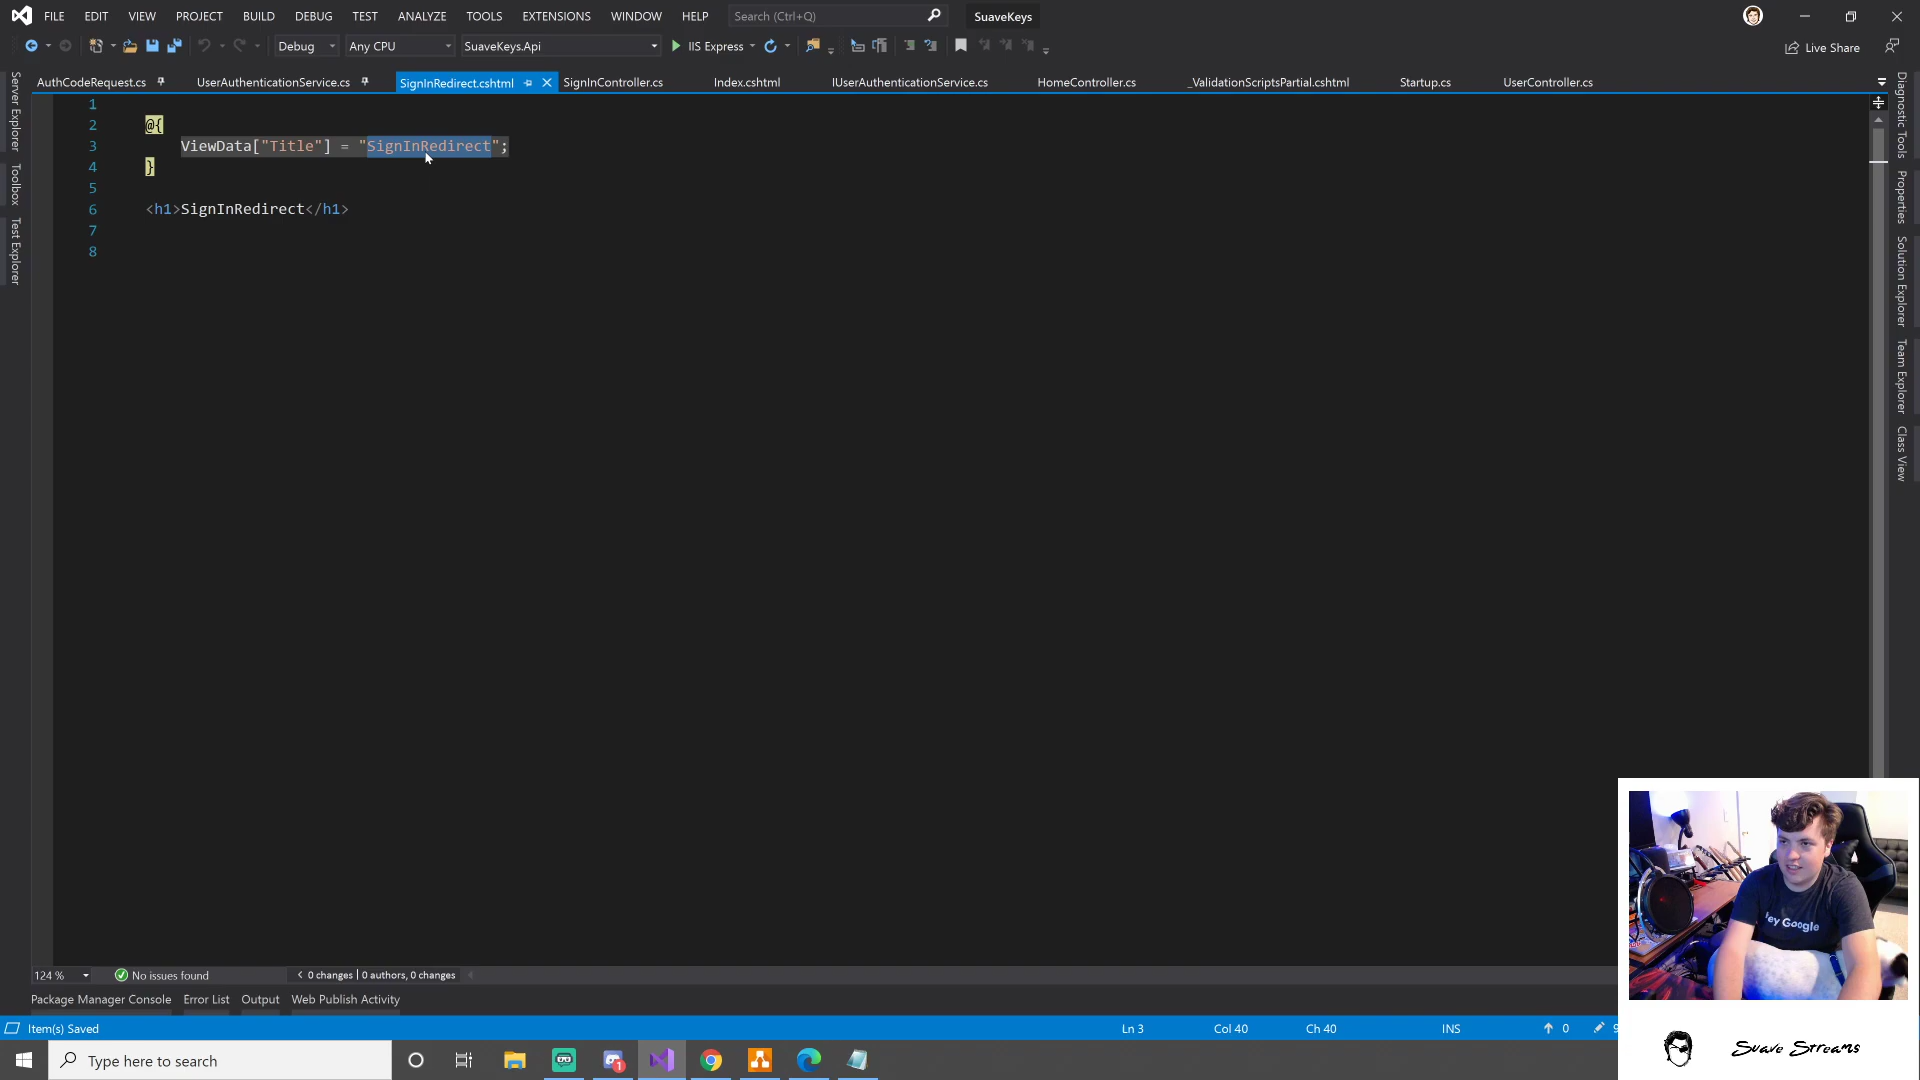 FILE EDIT VIEW PROJECT BUILD DEBUG TEST ANALYZE TOOLS EXTENSIONS WINDOW HELP Search (Ctrl+Q) SuaveKeys
Debug Any CPU SuaveKeys.Api IIS Express Live Share
AuthCodeRequest.cs UserAuthenticationService.cs SignInRedirect.cshtml SignInController.cs Index.cshtml IUserAuthenticationService.cs HomeController.cs _ValidationScriptsPartial.cshtml Startup.cs UserController.cs
Server Explorer
Toolbox
Test Explorer
1
2 @{
3 ViewData["Title"] = "SignInRedirect";
4 }
5
6 <h1>SignInRedirect</h1>
7
8
Diagnostic Tools
Properties
Solution Explorer
Team Explorer
Class View
Hey Google
124 % No issues found 0 changes | 0 authors, 0 changes
Package Manager Console Error List Output Web Publish Activity
Item(s) Saved Ln 3 Col 40 Ch 40 INS 0 9
Suave Streams
Type here to search 1